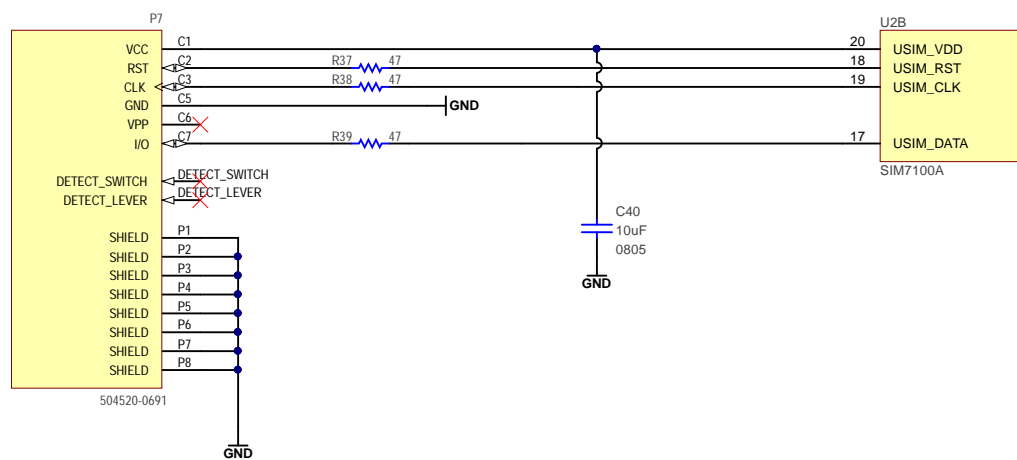 P7
U2B
VCC C1 20 USIM_VDD
RST C2 R37 47 18 USIM_RST
CLK C3 R38 47 19 USIM_CLK
GND C5 GND
VPP C6
I/O C7 R39 47 17 USIM_DATA
SIM7100A
DETECT_SWITCH DETECT_SWITCH
DETECT_LEVER DETECT_LEVER
C40
10uF
0805
GND
SHIELD P1
SHIELD P2
SHIELD P3
SHIELD P4
SHIELD P5
SHIELD P6
SHIELD P7
SHIELD P8
504520-0691
GND